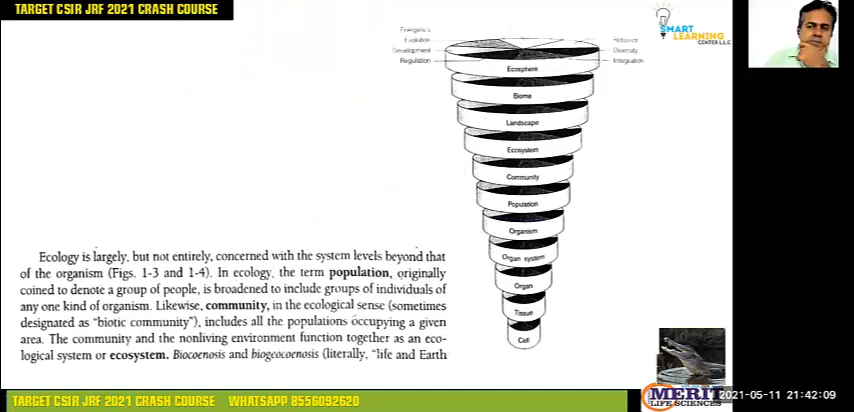 TARGET CSIR JRF 2021 CRASH COURSE
SMART
LEARNING
CENTER L.L.C
Energetics
Evolution
Development
Regulation
Behavior
Diversity
Integration
Ecosphere
Biome
Landscape
Ecosystem
Community
Population
Organism
Organ system
Organ
Tissue
Cell
Ecology is largely, but not entirely, concerned with the system levels beyond that
of the organism (Figs. 1-3 and 1-4). In ecology, the term population, originally
coined to denote a group of people, is broadened to include groups of individuals of
any one kind of organism. Likewise, community, in the ecological sense (sometimes
designated as "biotic community"), includes all the populations occupying a given
area. The community and the nonliving environment function together as an eco-
logical system or ecosystem. Biocoenosis and biogeocoenosis (literally, "life and Earth
TARGET CSIR JRF 2021 CRASH COURSE WHATSAPP 8556092620
MERIT
LIFE SCIENCES
2021-05-11 21:42:09